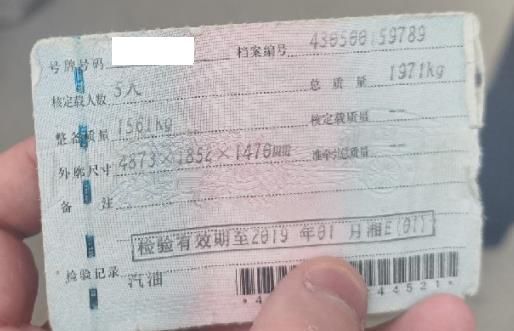 号牌号码 档案编号 430500159789
核定载人数 5人 总质量 1971kg
整备质量 1561kg 核定载质量 --
外廓尺寸 4873×1852×1476mm 准牵引总质量 --
备注
检验有效期至2019年01月湘E(01)
检验记录 汽油